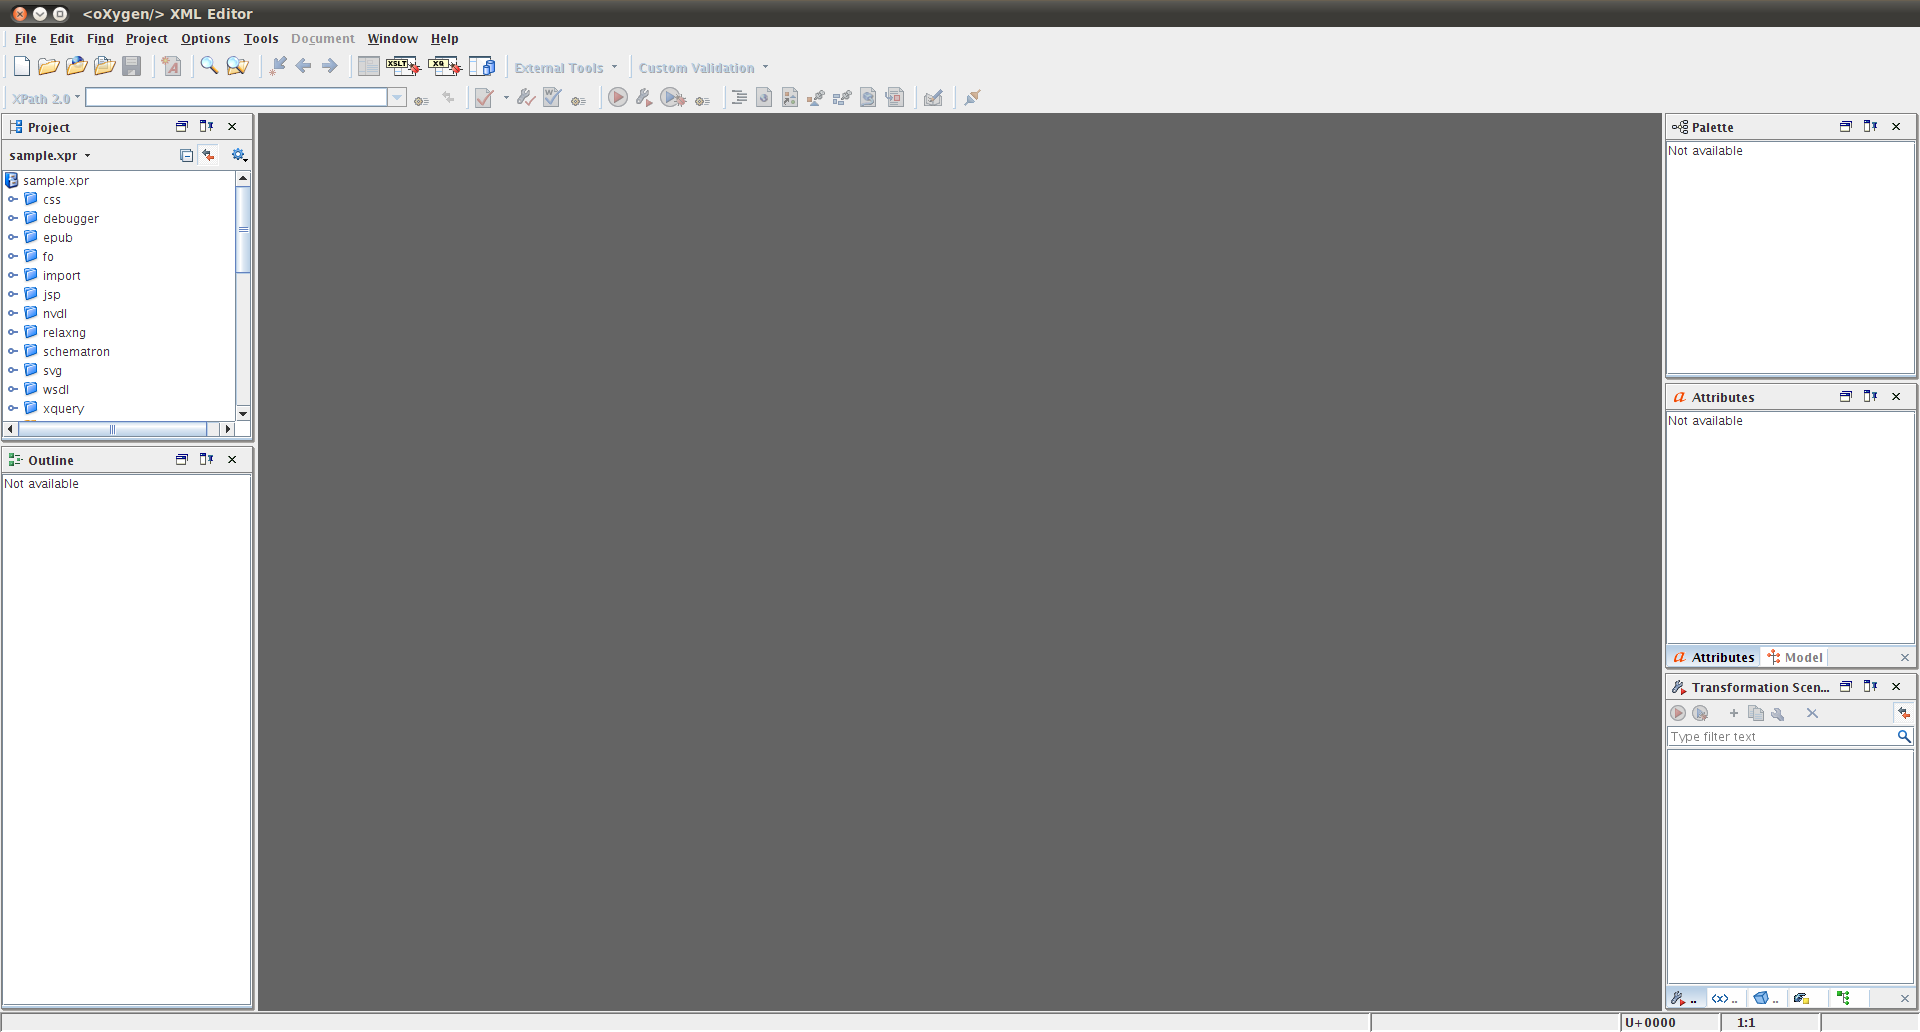 <oXygen/> XML Editor
File Edit Find Project Options Tools Document Window Help
XSLT XQ External Tools Custom Validation
XPath 2.0
Project
sample.xpr
sample.xpr
css
debugger
epub
fo
import
jsp
nvdl
relaxng
schematron
svg
wsdl
xquery
Outline
Not available
Palette
Not available
Attributes
Not available
Attributes Model
Transformation Scen...
Type filter text
U+0000 1:1